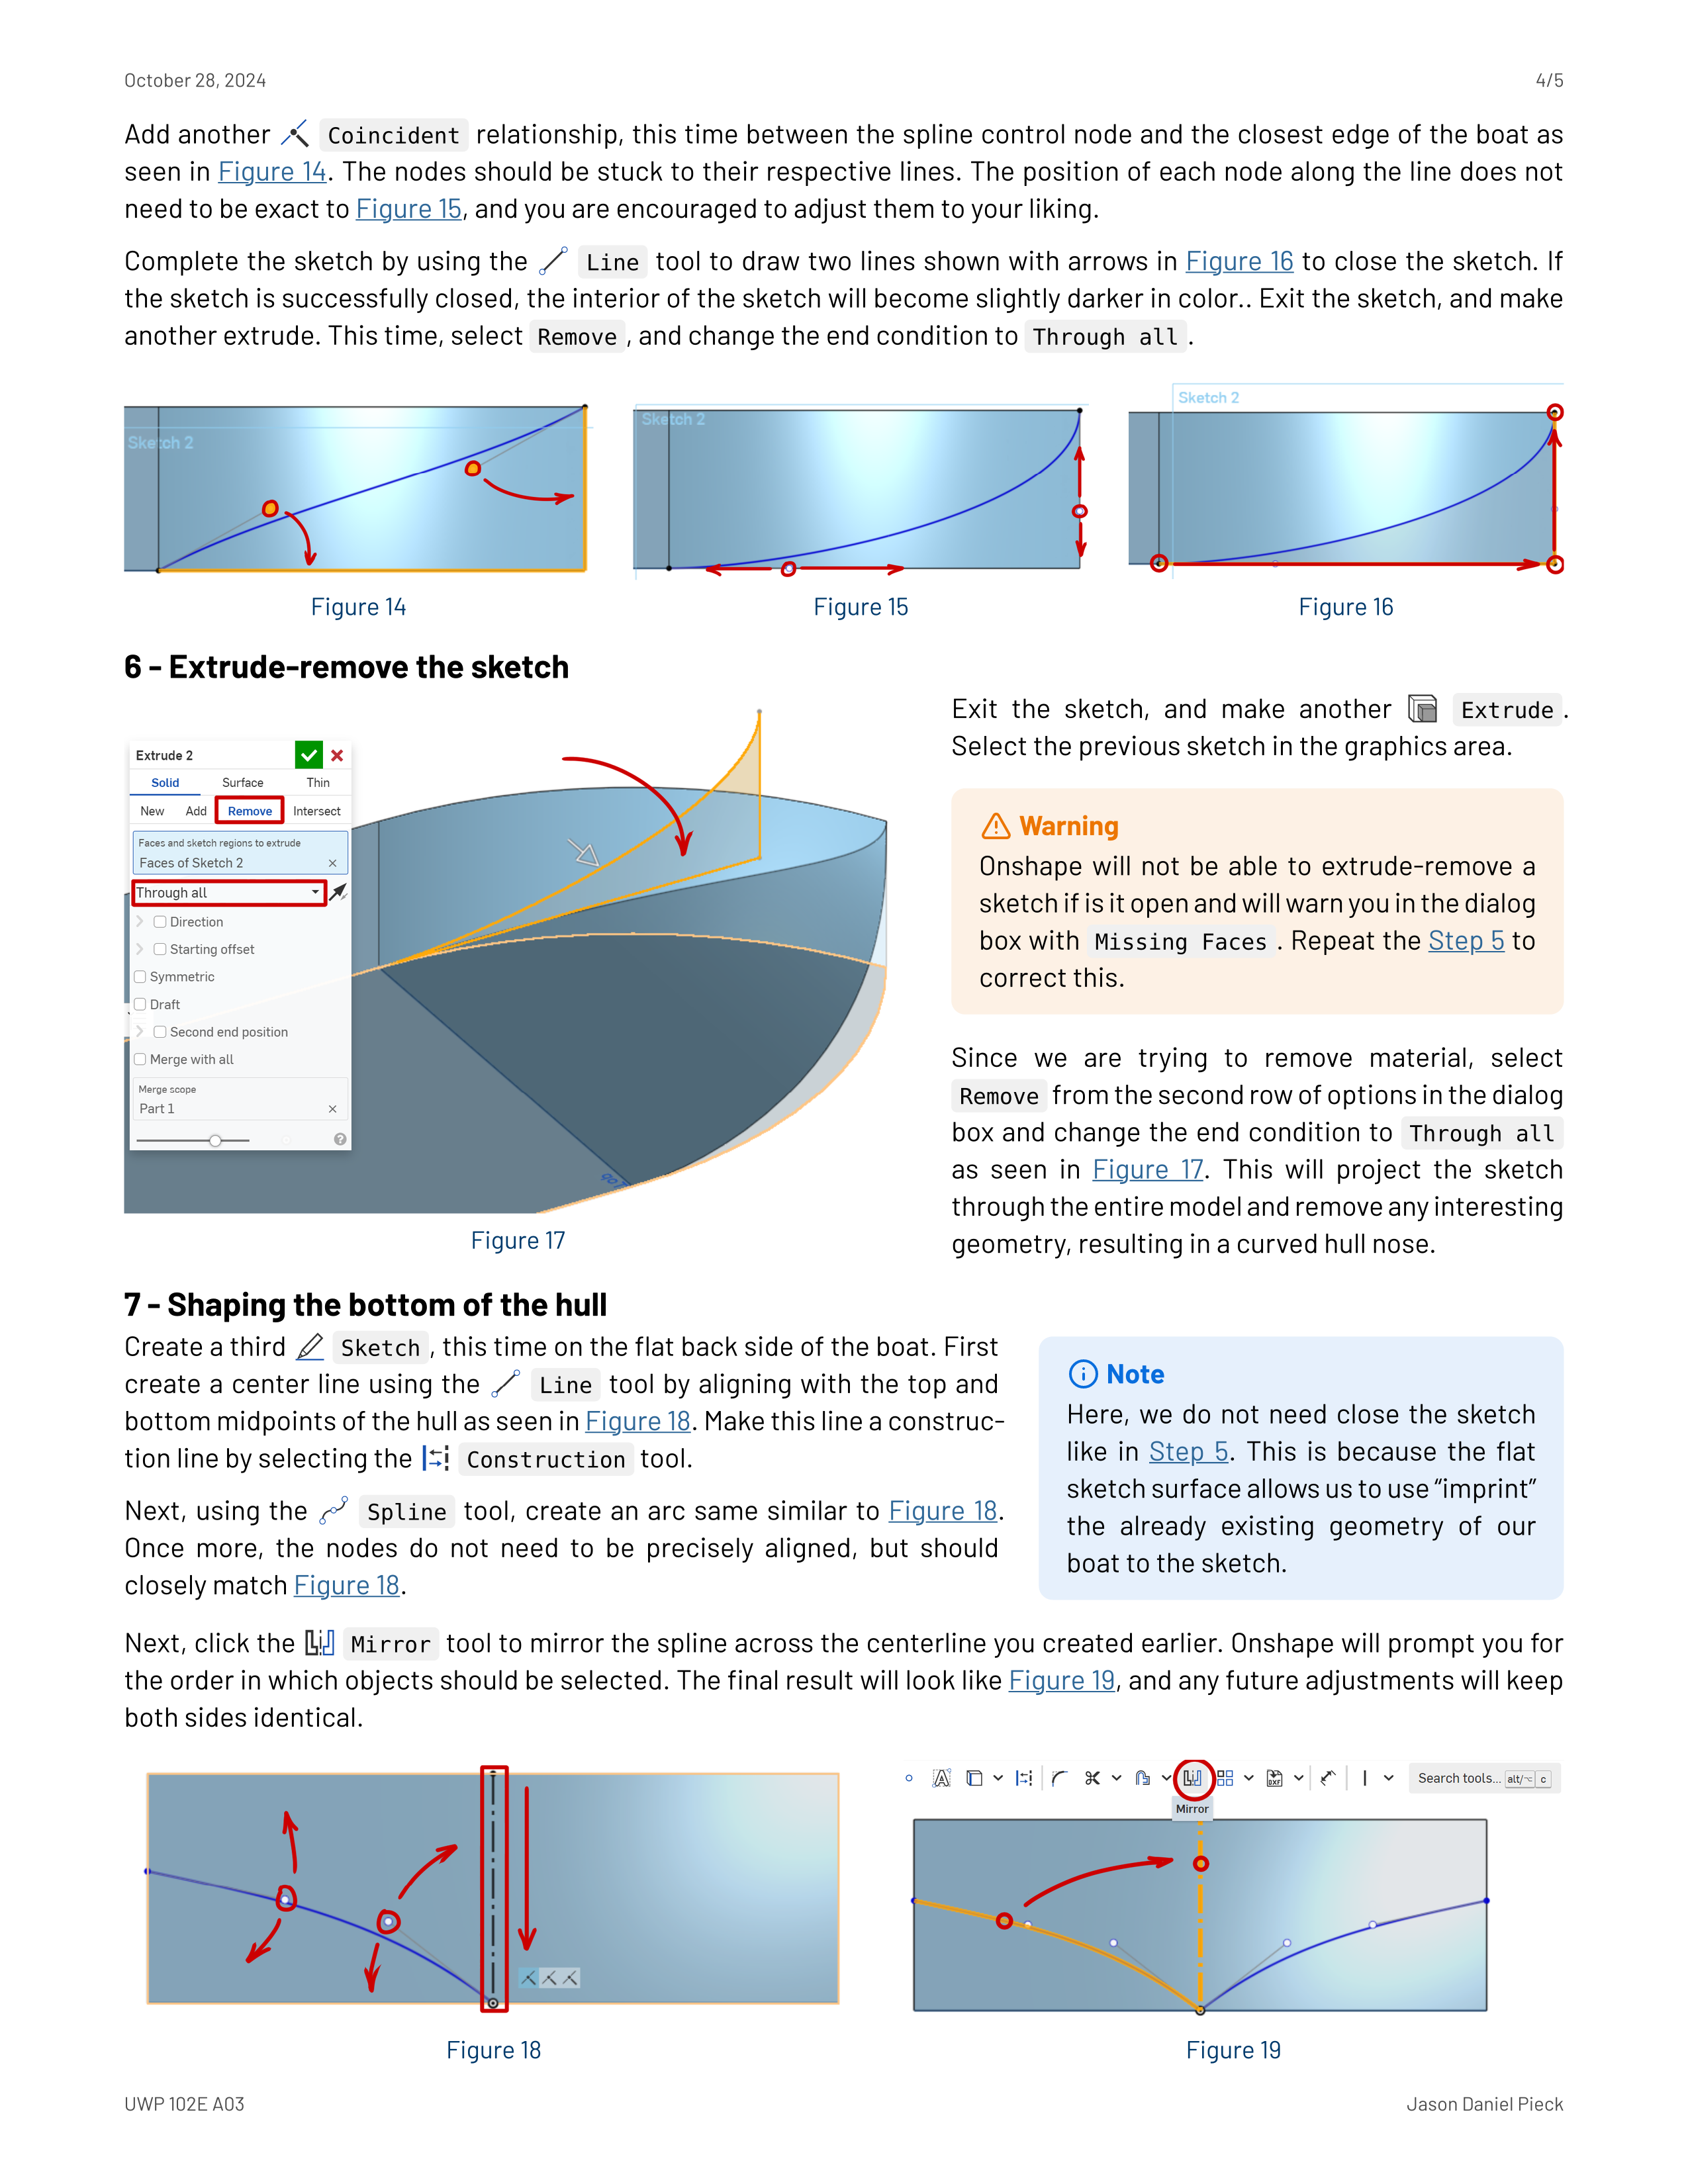 October 28, 2024
4/5
Add another Coincident relationship, this time between the spline control node and the closest edge of the boat as
seen in Figure 14. The nodes should be stuck to their respective lines. The position of each node along the line does not
need to be exact to Figure 15, and you are encouraged to adjust them to your liking.
Complete the sketch by using the Line tool to draw two lines shown with arrows in Figure 16 to close the sketch. If
the sketch is successfully closed, the interior of the sketch will become slightly darker in color.. Exit the sketch, and make
another extrude. This time, select Remove, and change the end condition to Through all.
Sketch 2
Sketch 2
Sketch 2
Figure 14
Figure 15
Figure 16
6 - Extrude-remove the sketch
Extrude 2
Solid Surface Thin
New Add Remove Intersect
Faces and sketch regions to extrude
Faces of Sketch 2
Through all
Direction
Starting offset
Symmetric
Draft
Second end position
Merge with all
Merge scope
Part 1
Figure 17
Exit the sketch, and make another Extrude.
Select the previous sketch in the graphics area.
Warning
Onshape will not be able to extrude-remove a
sketch if is it open and will warn you in the dialog
box with Missing Faces. Repeat the Step 5 to
correct this.
Since we are trying to remove material, select
Remove from the second row of options in the dialog
box and change the end condition to Through all
as seen in Figure 17. This will project the sketch
through the entire model and remove any interesting
geometry, resulting in a curved hull nose.
7 - Shaping the bottom of the hull
Create a third Sketch, this time on the flat back side of the boat. First
create a center line using the Line tool by aligning with the top and
bottom midpoints of the hull as seen in Figure 18. Make this line a construc-
tion line by selecting the Construction tool.
Next, using the Spline tool, create an arc same similar to Figure 18.
Once more, the nodes do not need to be precisely aligned, but should
closely match Figure 18.
Note
Here, we do not need close the sketch
like in Step 5. This is because the flat
sketch surface allows us to use “imprint”
the already existing geometry of our
boat to the sketch.
Next, click the Mirror tool to mirror the spline across the centerline you created earlier. Onshape will prompt you for
the order in which objects should be selected. The final result will look like Figure 19, and any future adjustments will keep
both sides identical.
Search tools... alt/⌥ c
Mirror
Figure 18
Figure 19
UWP 102E A03
Jason Daniel Pieck